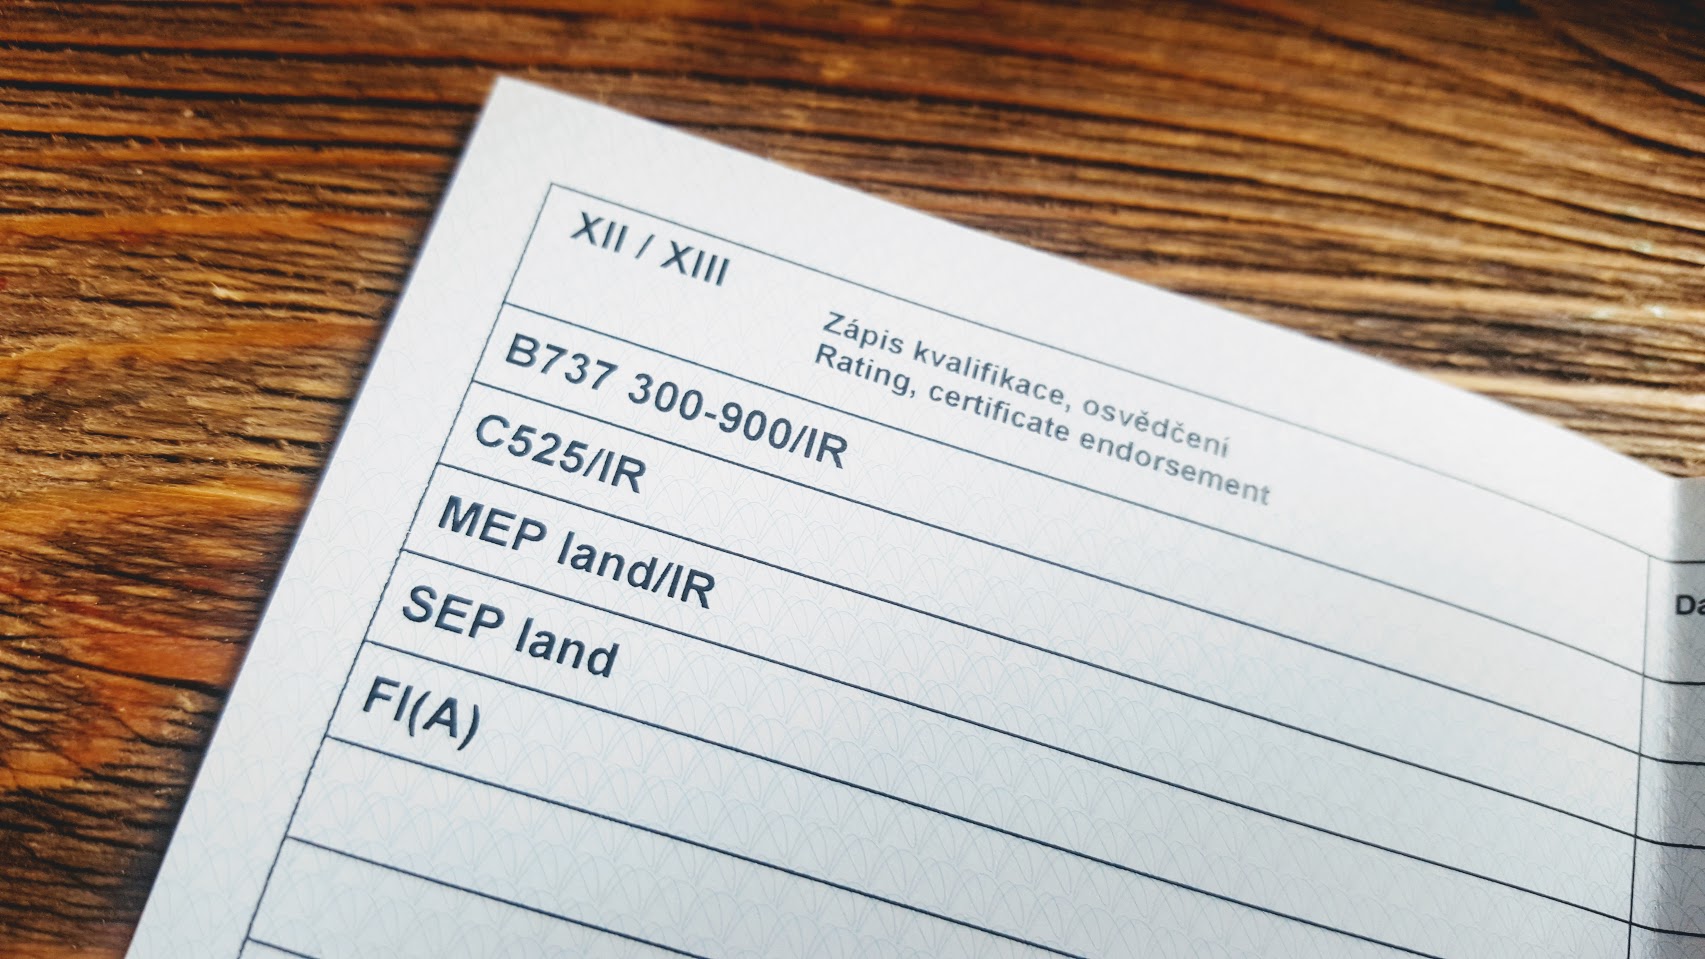 XII / XIII
Zápis kvalifikace, osvědčení
Rating, certificate endorsement
B737 300-900/IR
C525/IR
MEP land/IR
SEP land
FI(A)